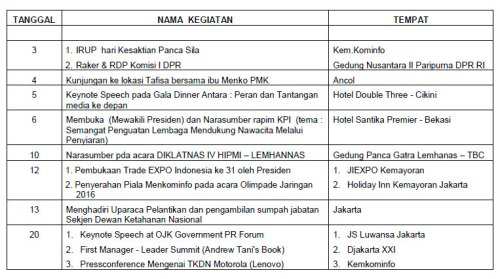 TANGGAL NAMA KEGIATAN TEMPAT
3 1. IRUP hari Kesaktian Panca Sila Kem.Kominfo
2. Raker & RDP Komisi I DPR Gedung Nusantara II Paripurna DPR RI
4 Kunjungan ke lokasi Tafisa bersama ibu Menko PMK Ancol
5 Keynote Speech pada Gala Dinner Antara : Peran dan Tantangan Hotel Double Three - Cikini
media ke depan
6 Membuka (Mewakili Presiden) dan Narasumber rapim KPI (tema : Hotel Santika Premier - Bekasi
Semangat Penguatan Lembaga Mendukung Nawacita Melalui
Penyiaran)
10 Narasumber pda acara DIKLATNAS IV HIPMI – LEMHANNAS Gedung Panca Gatra Lemhanas – TBC
12 1. Pembukaan Trade EXPO Indonesia ke 31 oleh Presiden 1. JIEXPO Kemayoran
2. Penyerahan Piala Menkominfo pada acara Olimpade Jaringan 2. Holiday Inn Kemayoran Jakarta
2016
13 Menghadiri Uparaca Pelantikan dan pengambilan sumpah jabatan Jakarta
Sekjen Dewan Ketahanan Nasional
20 1. Keynote Speech at OJK Government PR Forum 1. JS Luwansa Jakarta
2. First Manager - Leader Summit (Andrew Tani's Book) 2. Djakarta XXI
3. Pressconference Mengenai TKDN Motorola (Lenovo) 3. Kemkominfo